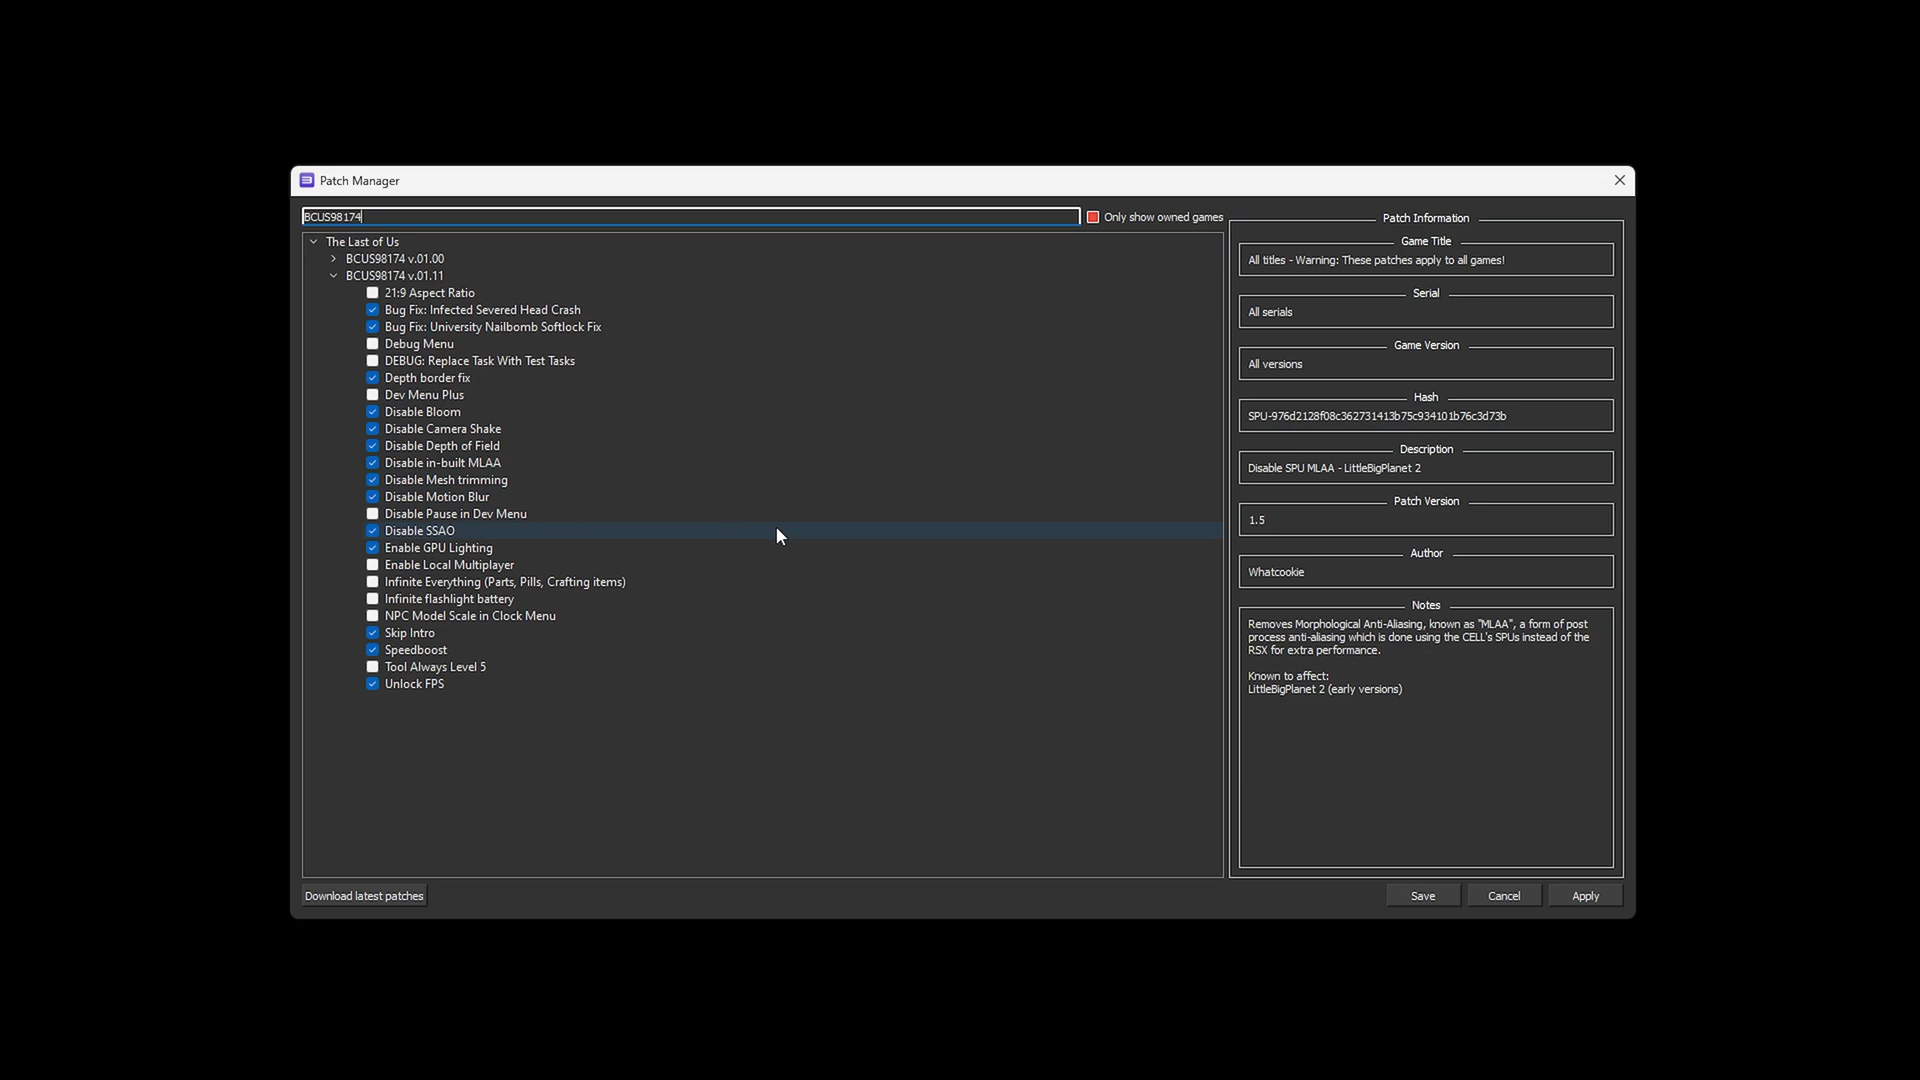 Patch Manager
BCUS98174
Only show owned games
The Last of Us
BCUS98174 v.01.00
BCUS98174 v.01.11
21:9 Aspect Ratio
Bug Fix: Infected Severed Head Crash
Bug Fix: University Nailbomb Softlock Fix
Debug Menu
DEBUG: Replace Task With Test Tasks
Depth border fix
Dev Menu Plus
Disable Bloom
Disable Camera Shake
Disable Depth of Field
Disable in-built MLAA
Disable Mesh trimming
Disable Motion Blur
Disable Pause in Dev Menu
Disable SSAO
Enable GPU Lighting
Enable Local Multiplayer
Infinite Everything (Parts, Pills, Crafting items)
Infinite flashlight battery
NPC Model Scale in Clock Menu
Skip Intro
Speedboost
Tool Always Level 5
Unlock FPS
Patch Information
Game Title
All titles - Warning: These patches apply to all games!
Serial
All serials
Game Version
All versions
Hash
SPU-976d2128f08c362731413b75c934101b76c3d73b
Description
Disable SPU MLAA - LittleBigPlanet 2
Patch Version
1.5
Author
Whatcookie
Notes
Removes Morphological Anti-Aliasing, known as "MLAA", a form of post
process anti-aliasing which is done using the CELL's SPUs instead of the
RSX for extra performance.
Known to affect:
LittleBigPlanet 2 (early versions)
Download latest patches
Save
Cancel
Apply